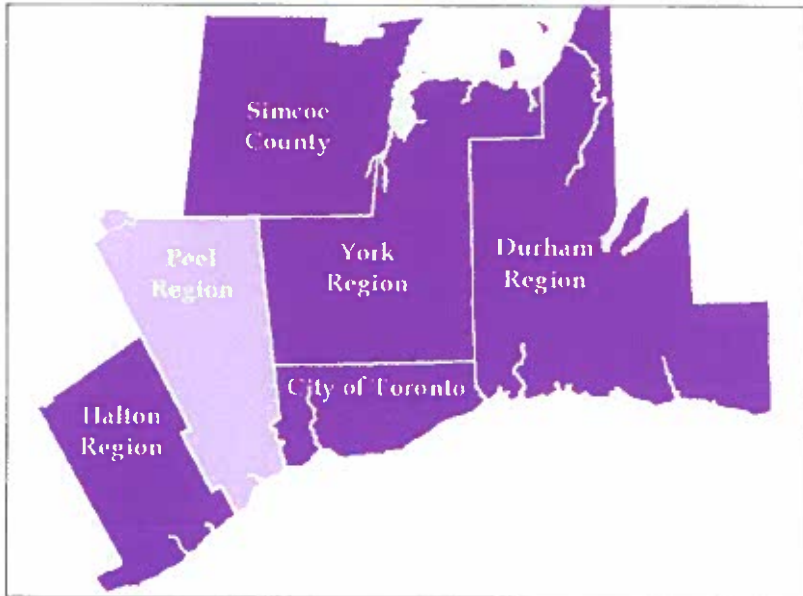 Simcoe
County
Peel
Region
York
Region
Durham
Region
City of Toronto
Halton
Region